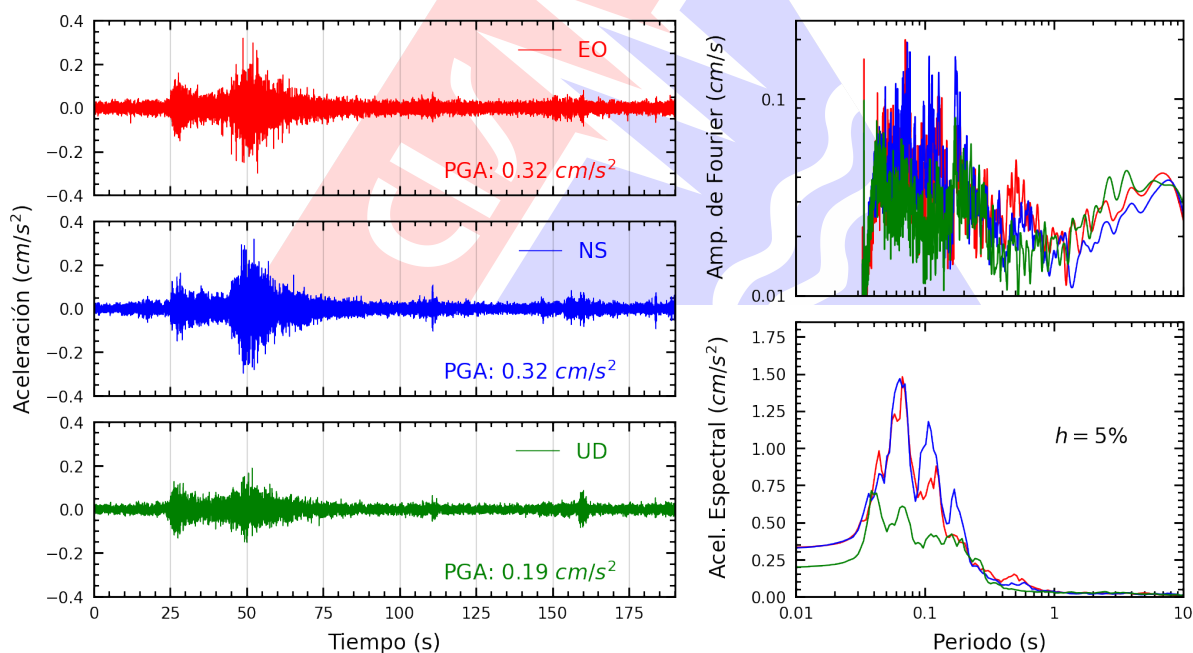 Aceleración (cm/s²)
0.4
0.2
0.0
−0.2
−0.4
EO
PGA: 0.32 cm/s²
0.4
0.2
0.0
−0.2
−0.4
NS
PGA: 0.32 cm/s²
0.4
0.2
0.0
−0.2
−0.4
UD
PGA: 0.19 cm/s²
0 25 50 75 100 125 150 175
Tiempo (s)
Amp. de Fourier (cm/s)
0.1
0.01
Acel. Espectral (cm/s²)
1.75
1.50
1.25
1.00
0.75
0.50
0.25
0.00
h = 5%
0.01 0.1 1 10
Periodo (s)